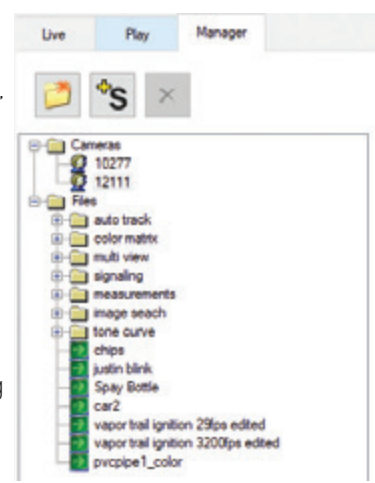 Live Play Manager
S
Cameras
10277
12111
Files
auto track
color matrix
multi view
signaling
measurements
image seach
tone curve
chips
justin blink
Spay Bottle
car2
vapor trail ignition 29fps edited
vapor trail ignition 3200fps edited
pvcpipe1_color